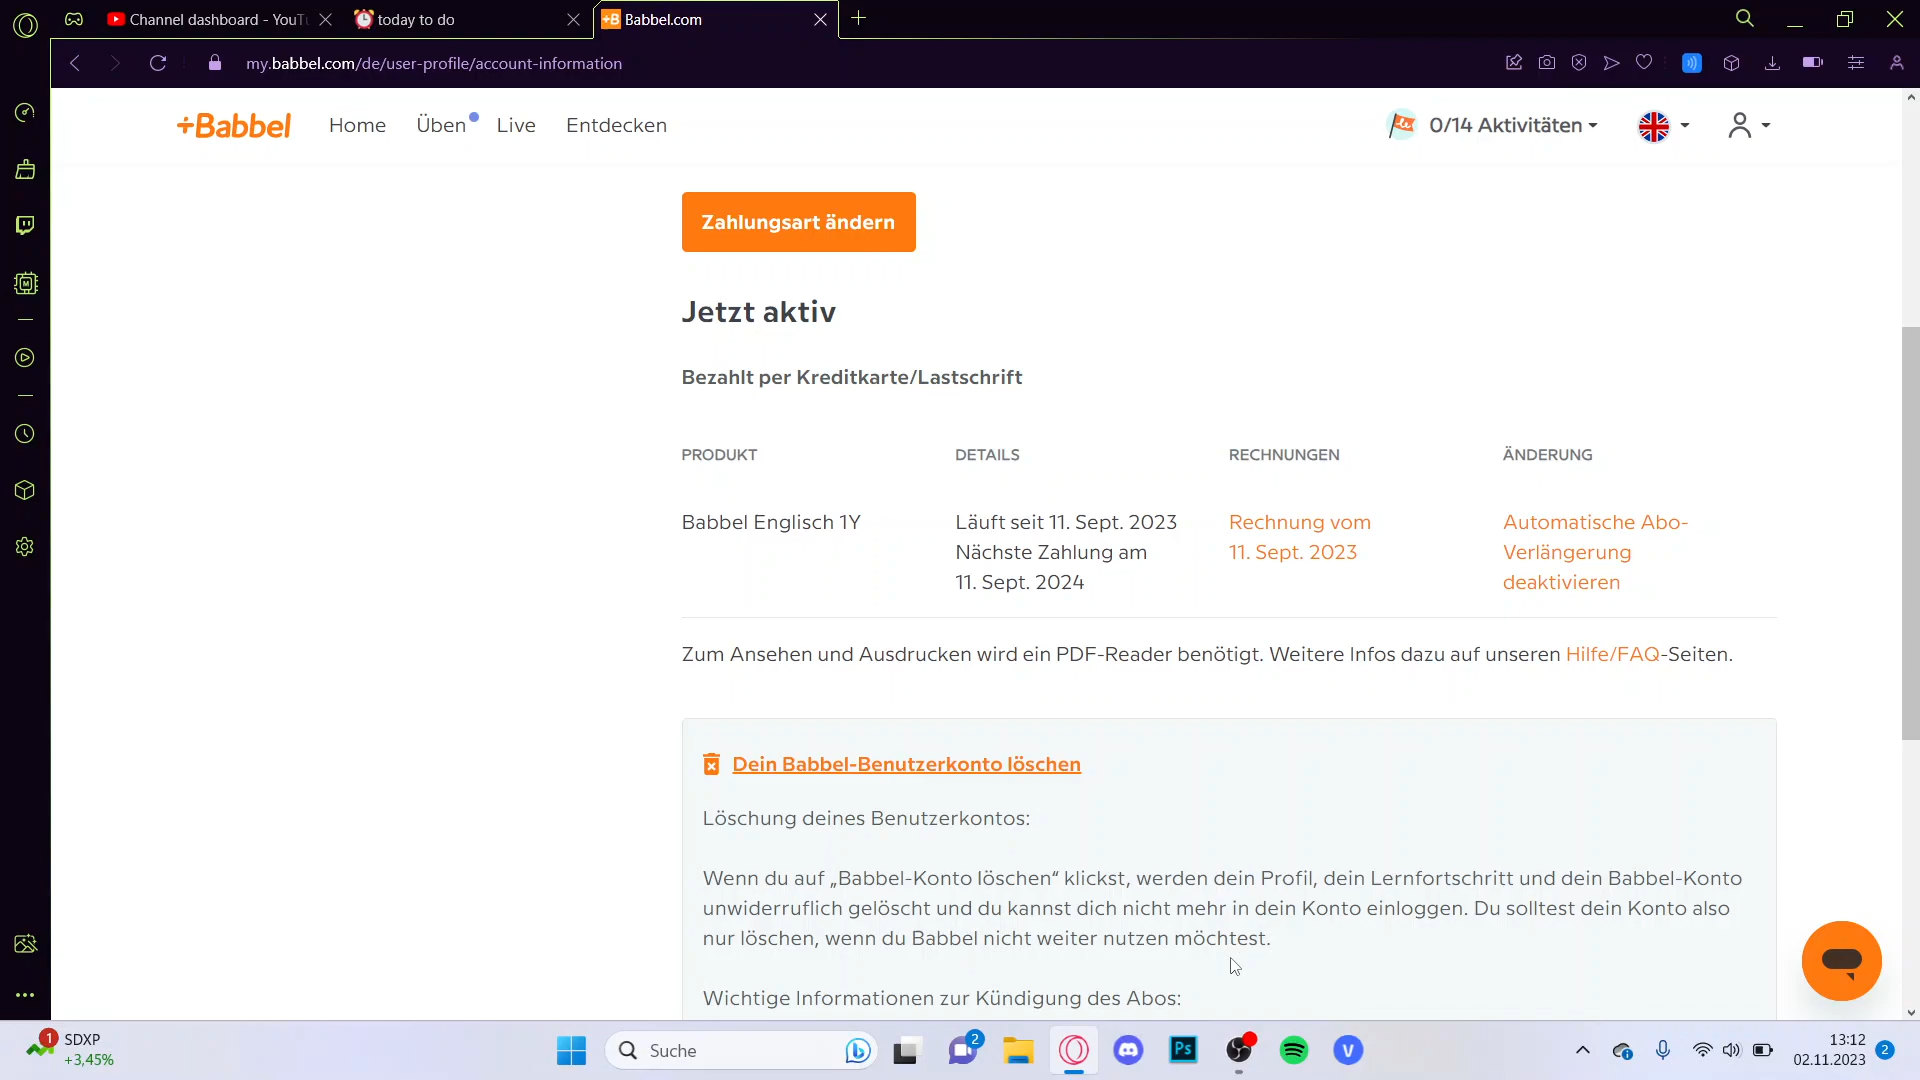 Channel dashboard - YouTu
today to do
Babbel.com
my.babbel.com/de/user-profile/account-information
+Babbel
Home
Üben
Live
Entdecken
0/14 Aktivitäten
Zahlungsart ändern
Jetzt aktiv
Bezahlt per Kreditkarte/Lastschrift
PRODUKT
DETAILS
RECHNUNGEN
ÄNDERUNG
Babbel Englisch 1Y
Läuft seit 11. Sept. 2023
Nächste Zahlung am
11. Sept. 2024
Rechnung vom
11. Sept. 2023
Automatische Abo-
Verlängerung
deaktivieren
Zum Ansehen und Ausdrucken wird ein PDF-Reader benötigt. Weitere Infos dazu auf unseren Hilfe/FAQ-Seiten.
Dein Babbel-Benutzerkonto löschen
Löschung deines Benutzerkontos:
Wenn du auf „Babbel-Konto löschen“ klickst, werden dein Profil, dein Lernfortschritt und dein Babbel-Konto
unwiderruflich gelöscht und du kannst dich nicht mehr in dein Konto einloggen. Du solltest dein Konto also
nur löschen, wenn du Babbel nicht weiter nutzen möchtest.
Wichtige Informationen zur Kündigung des Abos:
1
SDXP
+3,45%
Suche
2
Ps
V
13:12
02.11.2023
2